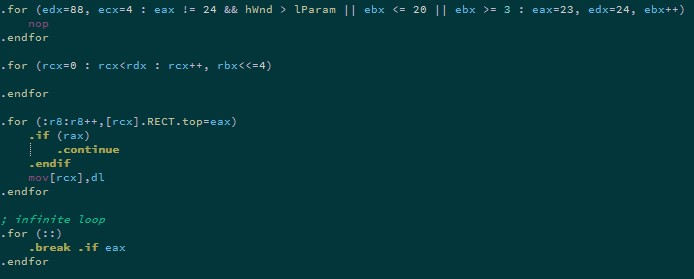 .for (edx=88, ecx=4 : eax != 24 && hWnd > lParam || ebx <= 20 || ebx >= 3 : eax=23, edx=24, ebx++)
    nop
.endfor

.for (rcx=0 : rcx<rdx : rcx++, rbx<<=4)

.endfor

.for (:r8:r8++,[rcx].RECT.top=eax)
    .if (rax)
        .continue
    .endif
    mov[rcx],dl
.endfor

; infinite loop
.for (::)
    .break .if eax
.endfor